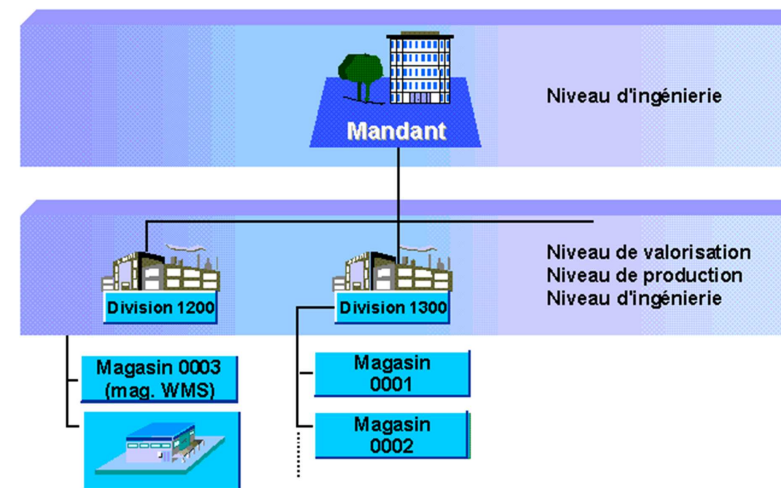 Niveau d'ingénierie
Mandant
Niveau de valorisation
Niveau de production
Niveau d'ingénierie
Division 1200
Division 1300
Magasin 0003
(mag. WMS)
Magasin
0001
Magasin
0002